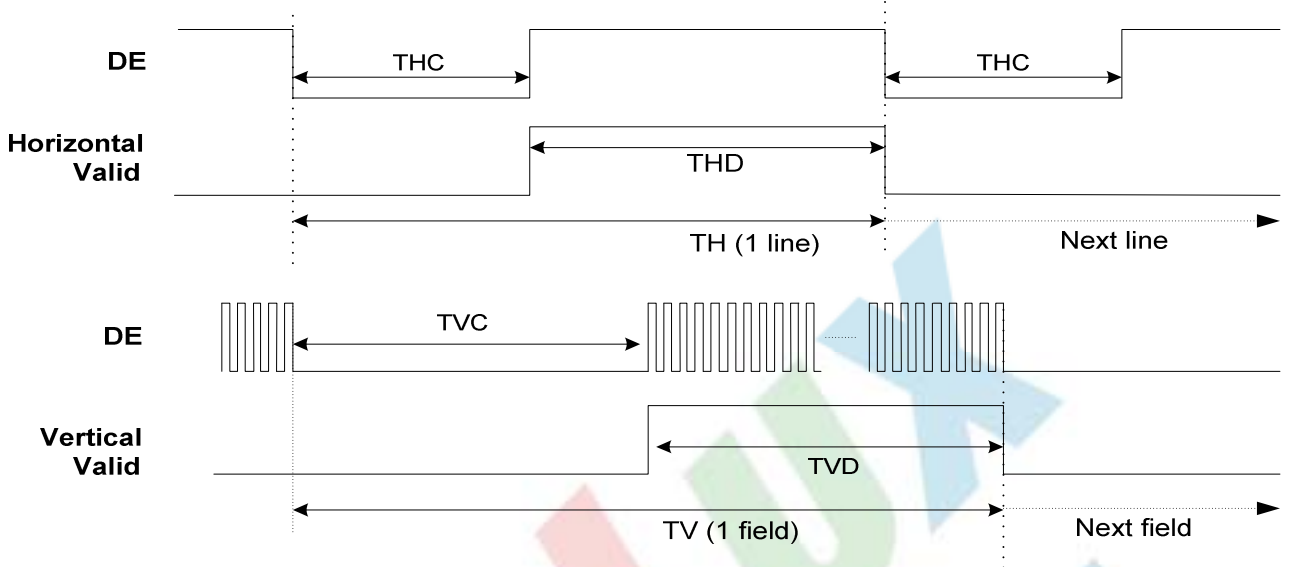 DE
THC
THC
Horizontal
Valid
THD
TH (1 line)
Next line
DE
TVC
Vertical
Valid
TVD
TV (1 field)
Next field